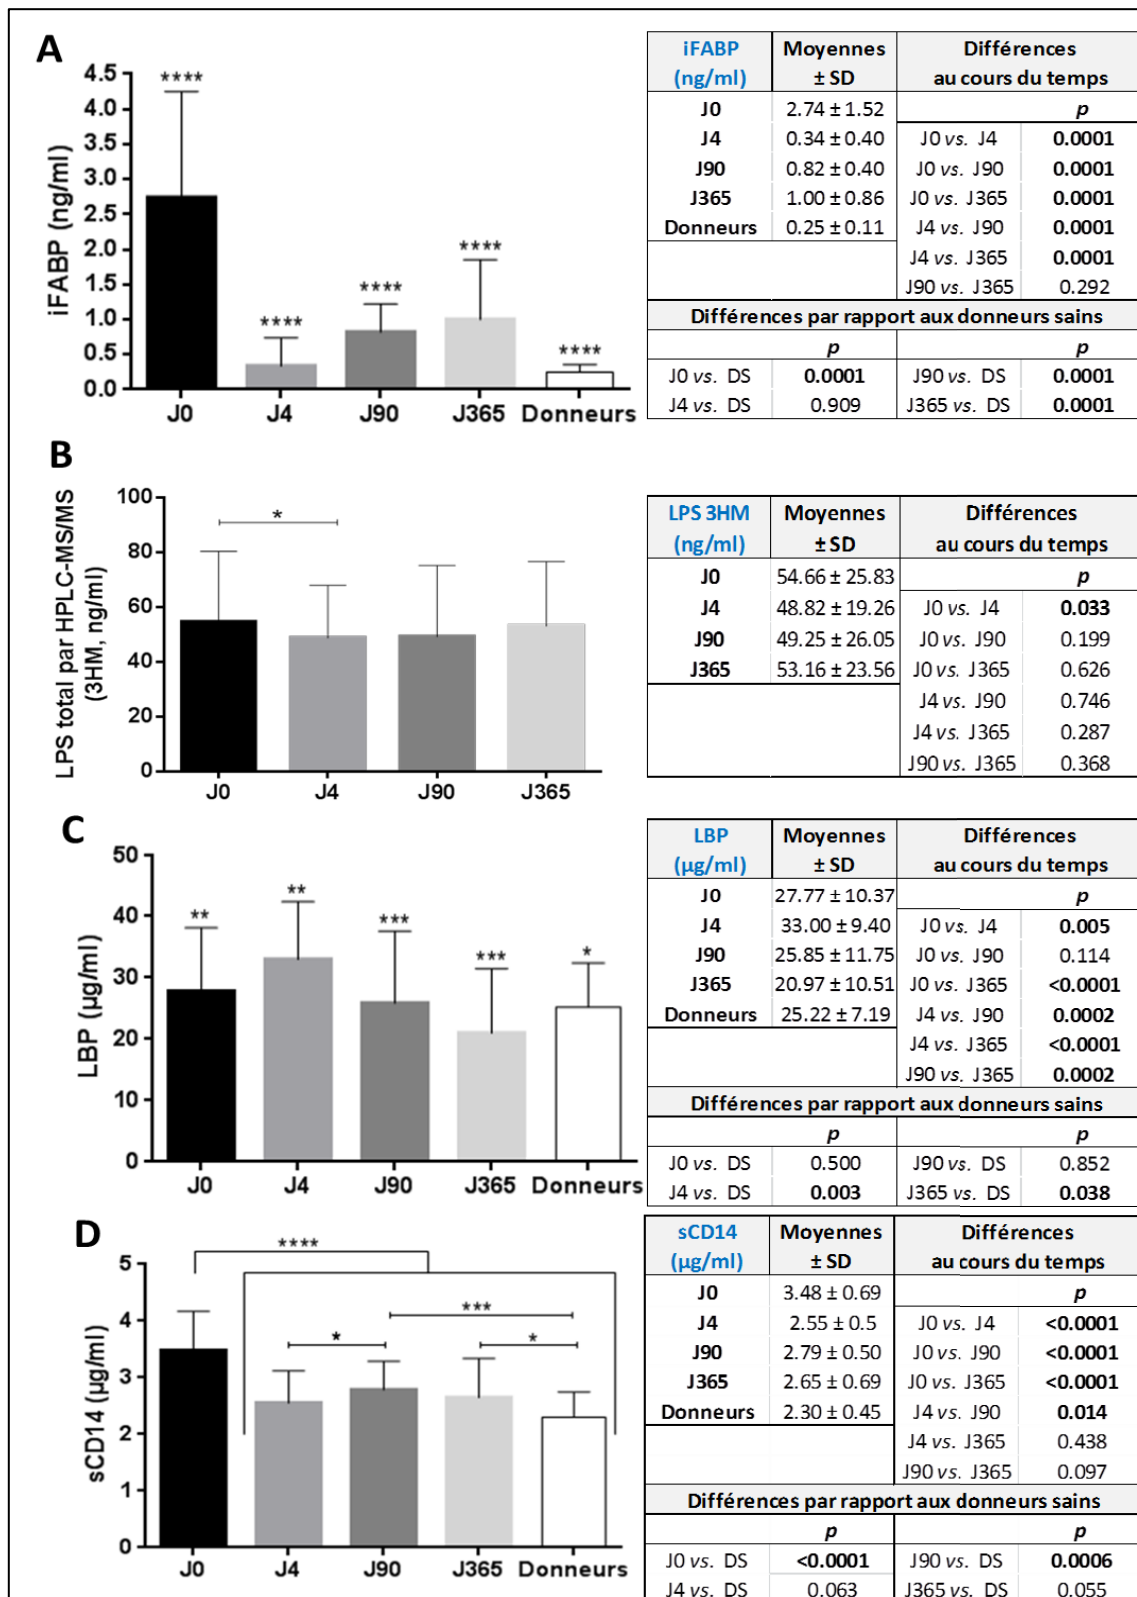 A
iFABP (ng/ml)
4.5
4.0
3.5
3.0
2.5
2.0
1.5
1.0
0.5
0.0
****
****
****
****
****
J0 J4 J90 J365 Donneurs
iFABP (ng/ml) Moyennes ± SD Différences au cours du temps
J0 2.74 ± 1.52 p
J4 0.34 ± 0.40 J0 vs. J4 0.0001
J90 0.82 ± 0.40 J0 vs. J90 0.0001
J365 1.00 ± 0.86 J0 vs. J365 0.0001
Donneurs 0.25 ± 0.11 J4 vs. J90 0.0001
J4 vs. J365 0.0001
J90 vs. J365 0.292
Différences par rapport aux donneurs sains
p p
J0 vs. DS 0.0001 J90 vs. DS 0.0001
J4 vs. DS 0.909 J365 vs. DS 0.0001
B
LPS total par HPLC-MS/MS
(3HM, ng/ml)
100
80
60
40
20
0
*
J0 J4 J90 J365
LPS 3HM (ng/ml) Moyennes ± SD Différences au cours du temps
J0 54.66 ± 25.83 p
J4 48.82 ± 19.26 J0 vs. J4 0.033
J90 49.25 ± 26.05 J0 vs. J90 0.199
J365 53.16 ± 23.56 J0 vs. J365 0.626
J4 vs. J90 0.746
J4 vs. J365 0.287
J90 vs. J365 0.368
C
LBP (µg/ml)
50
40
30
20
10
0
**
**
***
***
*
J0 J4 J90 J365 Donneurs
LBP (µg/ml) Moyennes ± SD Différences au cours du temps
J0 27.77 ± 10.37 p
J4 33.00 ± 9.40 J0 vs. J4 0.005
J90 25.85 ± 11.75 J0 vs. J90 0.114
J365 20.97 ± 10.51 J0 vs. J365 <0.0001
Donneurs 25.22 ± 7.19 J4 vs. J90 0.0002
J4 vs. J365 <0.0001
J90 vs. J365 0.0002
Différences par rapport aux donneurs sains
p p
J0 vs. DS 0.500 J90 vs. DS 0.852
J4 vs. DS 0.003 J365 vs. DS 0.038
D
sCD14 (µg/ml)
5
4
3
2
1
0
****
***
*
*
J0 J4 J90 J365 Donneurs
sCD14 (µg/ml) Moyennes ± SD Différences au cours du temps
J0 3.48 ± 0.69 p
J4 2.55 ± 0.5 J0 vs. J4 <0.0001
J90 2.79 ± 0.50 J0 vs. J90 <0.0001
J365 2.65 ± 0.69 J0 vs. J365 <0.0001
Donneurs 2.30 ± 0.45 J4 vs. J90 0.014
J4 vs. J365 0.438
J90 vs. J365 0.097
Différences par rapport aux donneurs sains
p p
J0 vs. DS <0.0001 J90 vs. DS 0.0006
J4 vs. DS 0.063 J365 vs. DS 0.055